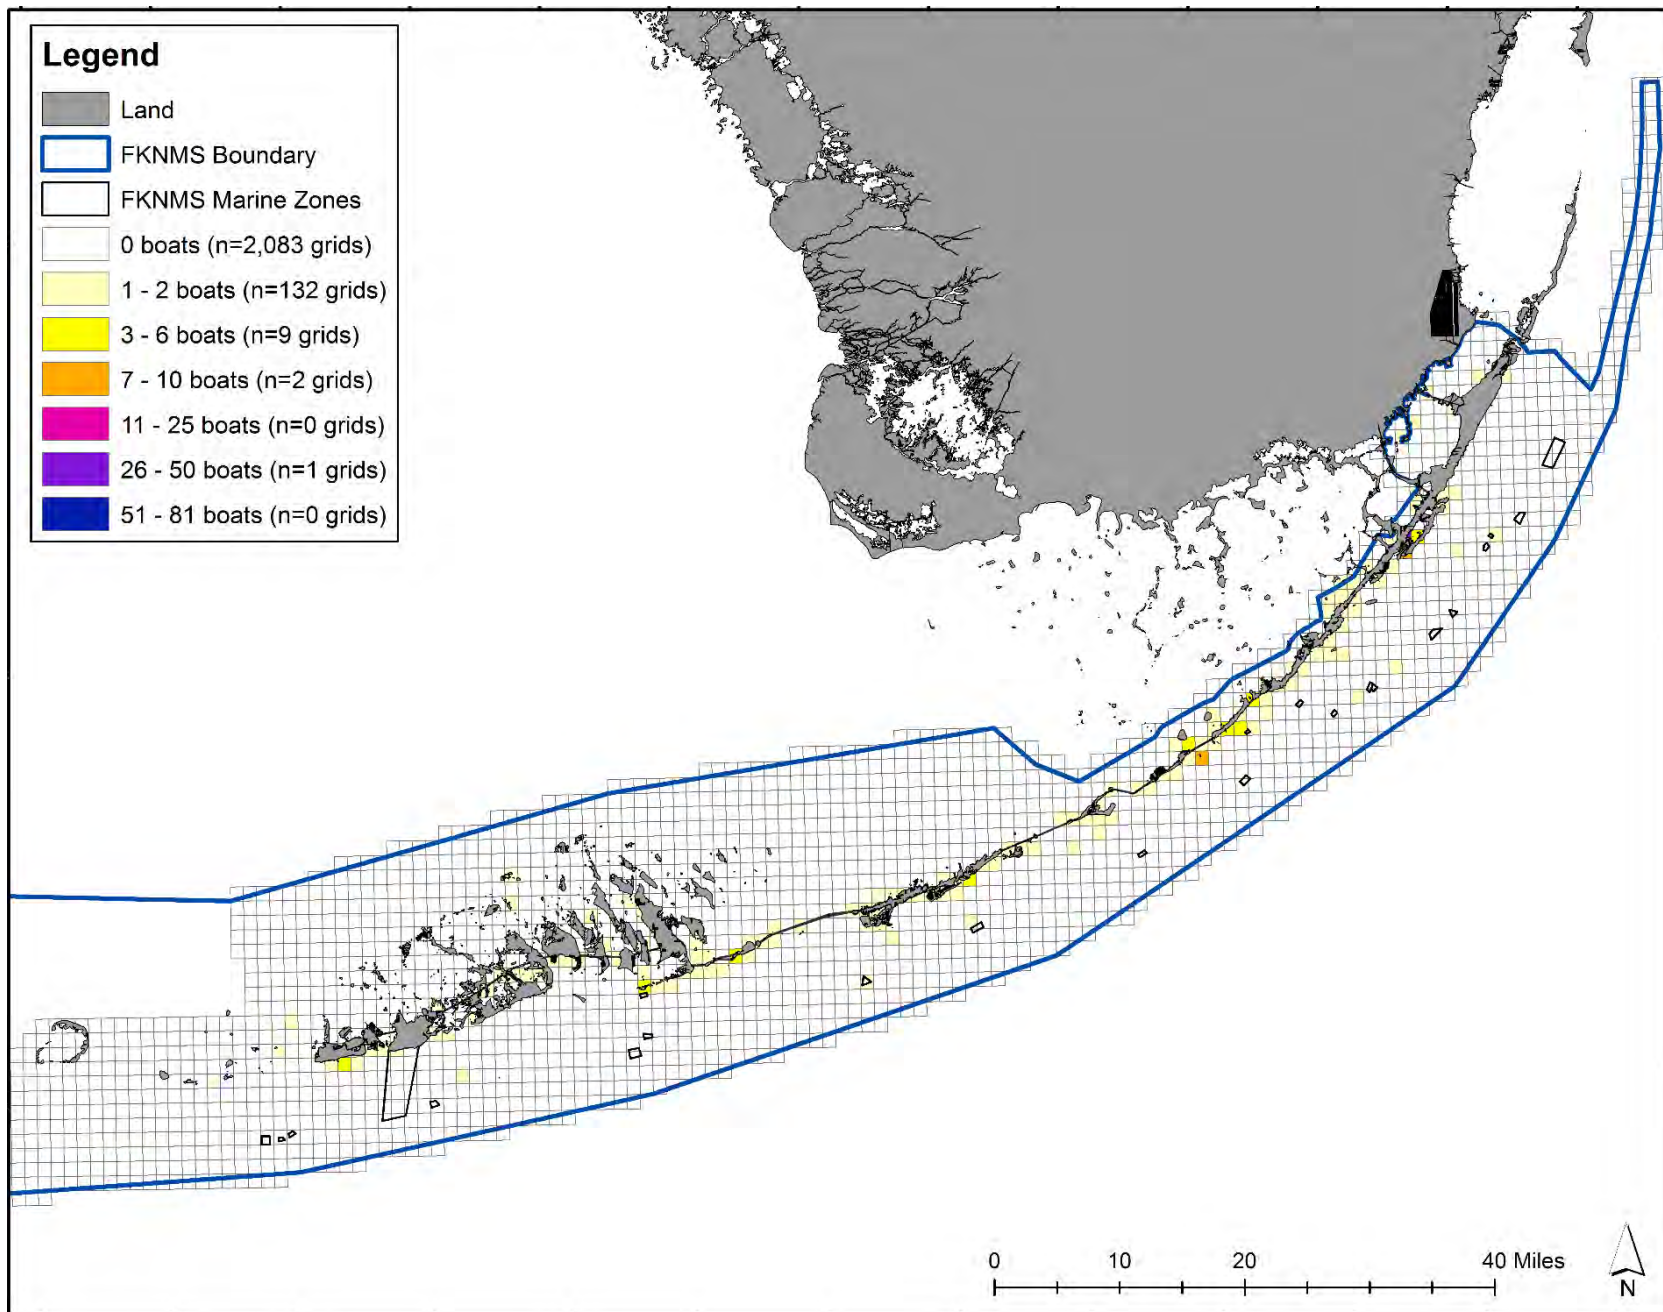 Legend
Land
FKNMS Boundary
FKNMS Marine Zones
0 boats (n=2,083 grids)
1 - 2 boats (n=132 grids)
3 - 6 boats (n=9 grids)
7 - 10 boats (n=2 grids)
11 - 25 boats (n=0 grids)
26 - 50 boats (n=1 grids)
51 - 81 boats (n=0 grids)
0 10 20 40 Miles
N